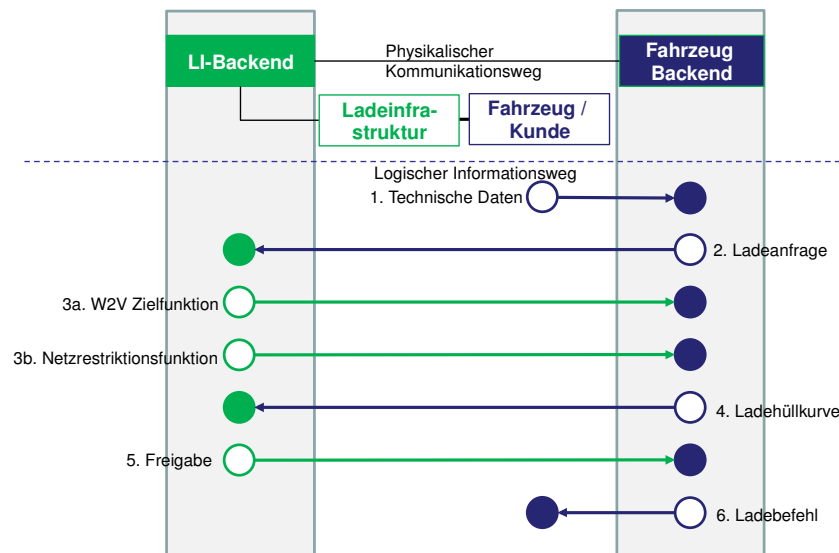 LI-Backend
Physikalischer
Kommunikationsweg
Fahrzeug
Backend
Ladeinfra-
struktur
Fahrzeug /
Kunde
Logischer Informationsweg
1. Technische Daten
2. Ladeanfrage
3a. W2V Zielfunktion
3b. Netzrestriktionsfunktion
4. Ladehüllkurve
5. Freigabe
6. Ladebefehl